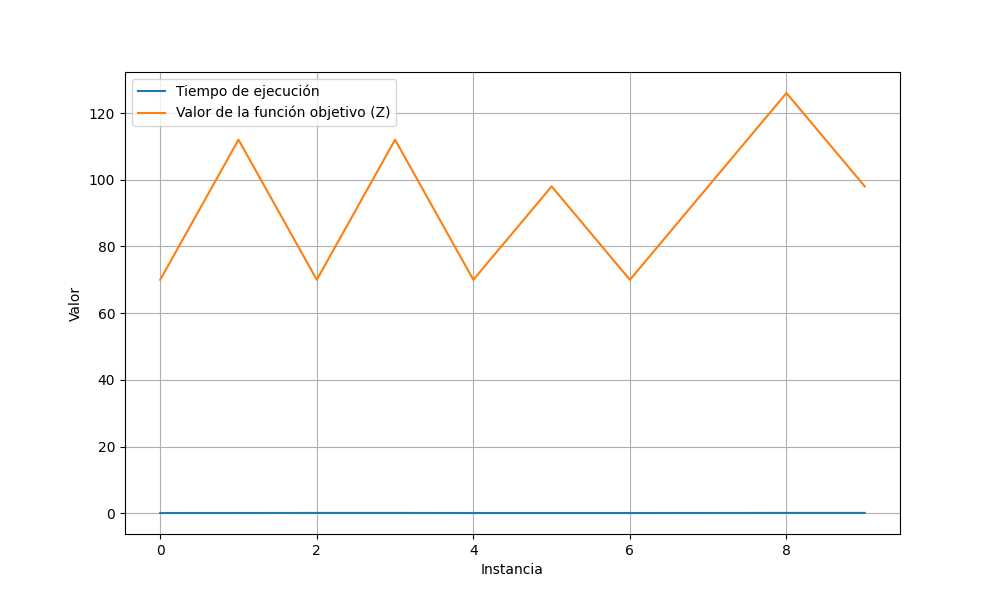 Tiempo de ejecución
Valor de la función objetivo (Z)
120
100
80
60
40
20
0
Valor
0 2 4 6 8
Instancia